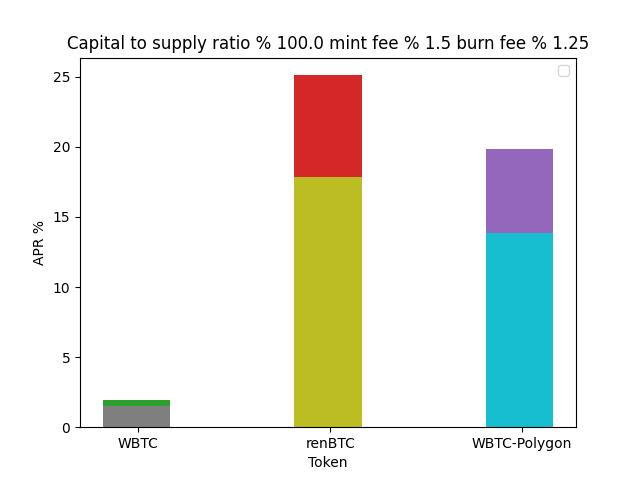 Capital to supply ratio % 100.0 mint fee % 1.5 burn fee % 1.25
25
20
15
10
5
0
APR %
WBTC
renBTC
WBTC-Polygon
Token